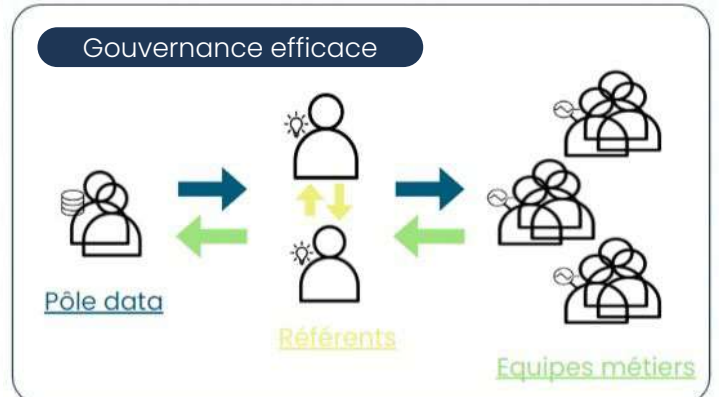 Gouvernance efficace
Pôle data
Référents
Equipes métiers